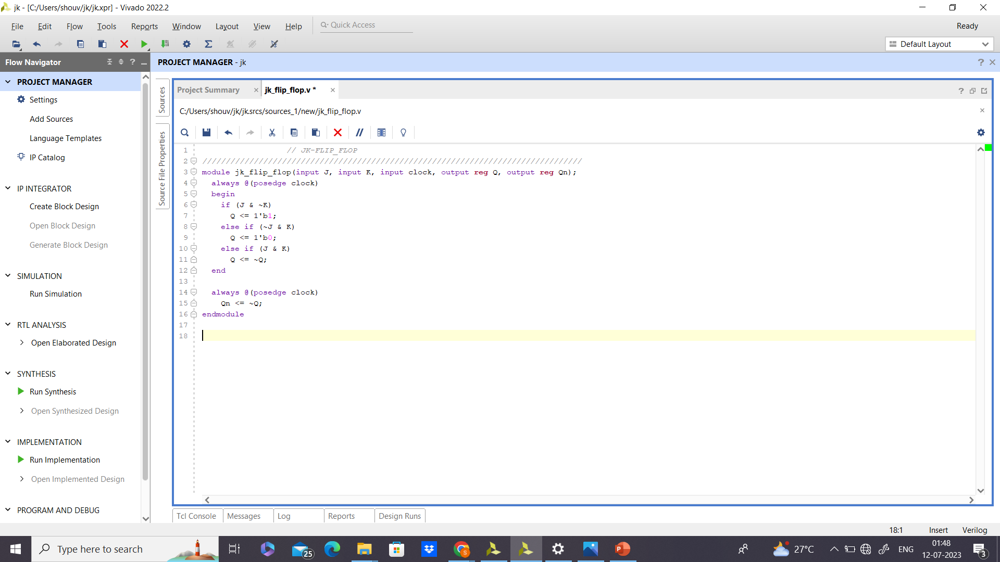 jk - [C:/Users/shouv/jk/jk.xpr] - Vivado 2022.2
File Edit Flow Tools Reports Window Layout View Help Quick Access Ready
Default Layout
Flow Navigator ? PROJECT MANAGER - jk ?
PROJECT MANAGER
Settings
Add Sources
Language Templates
IP Catalog
IP INTEGRATOR
Create Block Design
Open Block Design
Generate Block Design
SIMULATION
Run Simulation
RTL ANALYSIS
Open Elaborated Design
SYNTHESIS
Run Synthesis
Open Synthesized Design
IMPLEMENTATION
Run Implementation
Open Implemented Design
PROGRAM AND DEBUG
Sources
Source File Properties
Project Summary jk_flip_flop.v * ?
C:/Users/shouv/jk/jk.srcs/sources_1/new/jk_flip_flop.v
1 // JK-FLIP_FLOP
2 /////////////////////////////////////////////////////////////////////////////////
3 module jk_flip_flop(input J, input K, input clock, output reg Q, output reg Qn);
4 always @(posedge clock)
5 begin
6 if (J & ~K)
7 Q <= 1'b1;
8 else if (~J & K)
9 Q <= 1'b0;
10 else if (J & K)
11 Q <= ~Q;
12 end
13
14 always @(posedge clock)
15 Qn <= ~Q;
16 endmodule
17
18
Tcl Console Messages Log Reports Design Runs
18:1 Insert Verilog
Type here to search 25 S P 27°C ENG 01:48
12-07-2023 3